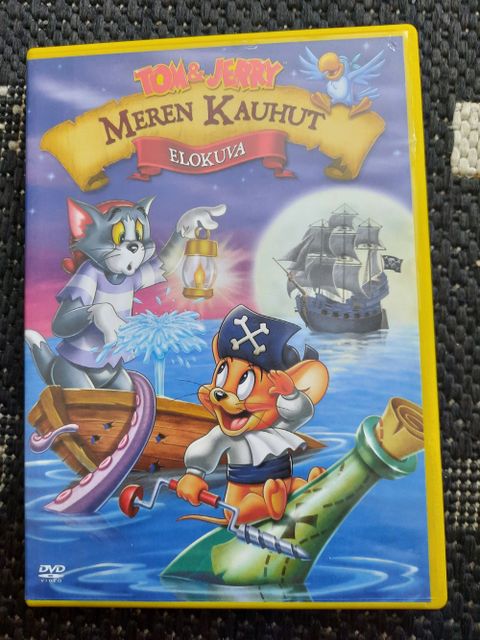 TOM & JERRY
MEREN KAUHUT
ELOKUVA
DVD
VIDEO